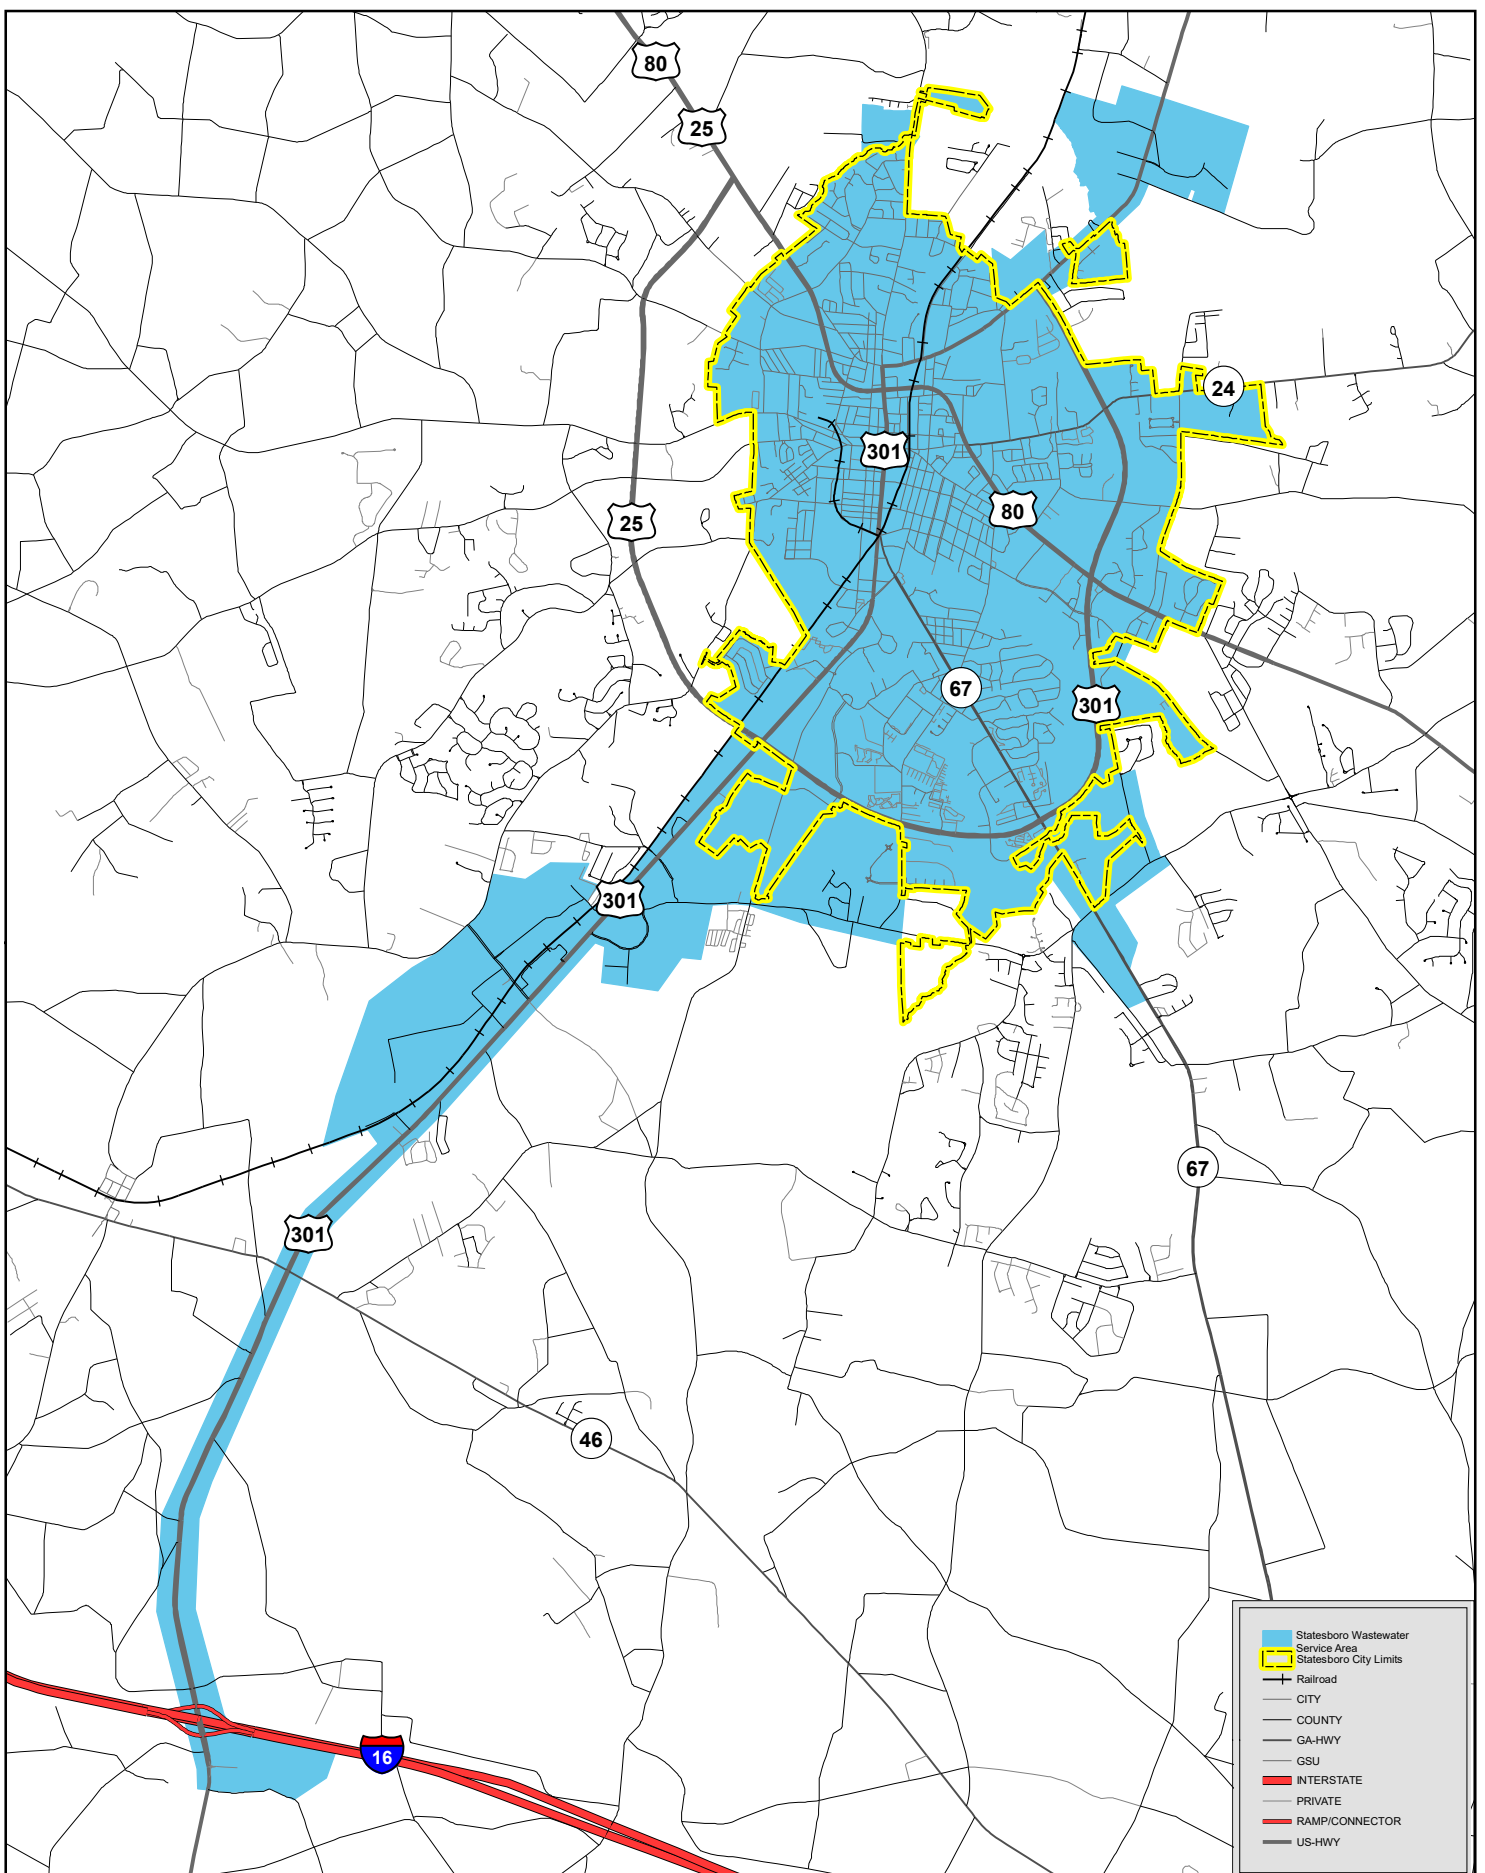 80
25
24
301
80
25
67
301
301
67
301
46
16
Statesboro Wastewater
Service Area
Statesboro City Limits
Railroad
CITY
COUNTY
GA-HWY
GSU
INTERSTATE
PRIVATE
RAMP/CONNECTOR
US-HWY